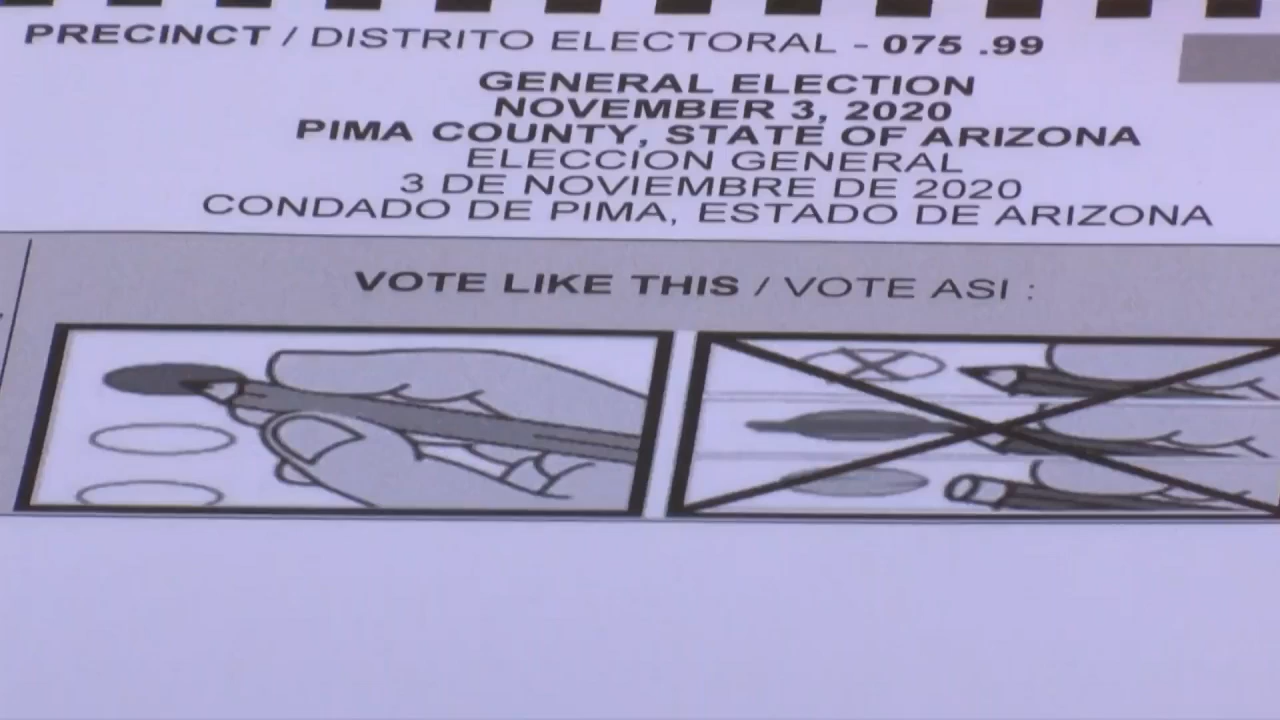 PRECINCT / DISTRITO ELECTORAL - 075 .99
GENERAL ELECTION
NOVEMBER 3, 2020
PIMA COUNTY, STATE OF ARIZONA
ELECCION GENERAL
3 DE NOVIEMBRE DE 2020
CONDADO DE PIMA, ESTADO DE ARIZONA
VOTE LIKE THIS / VOTE ASI :